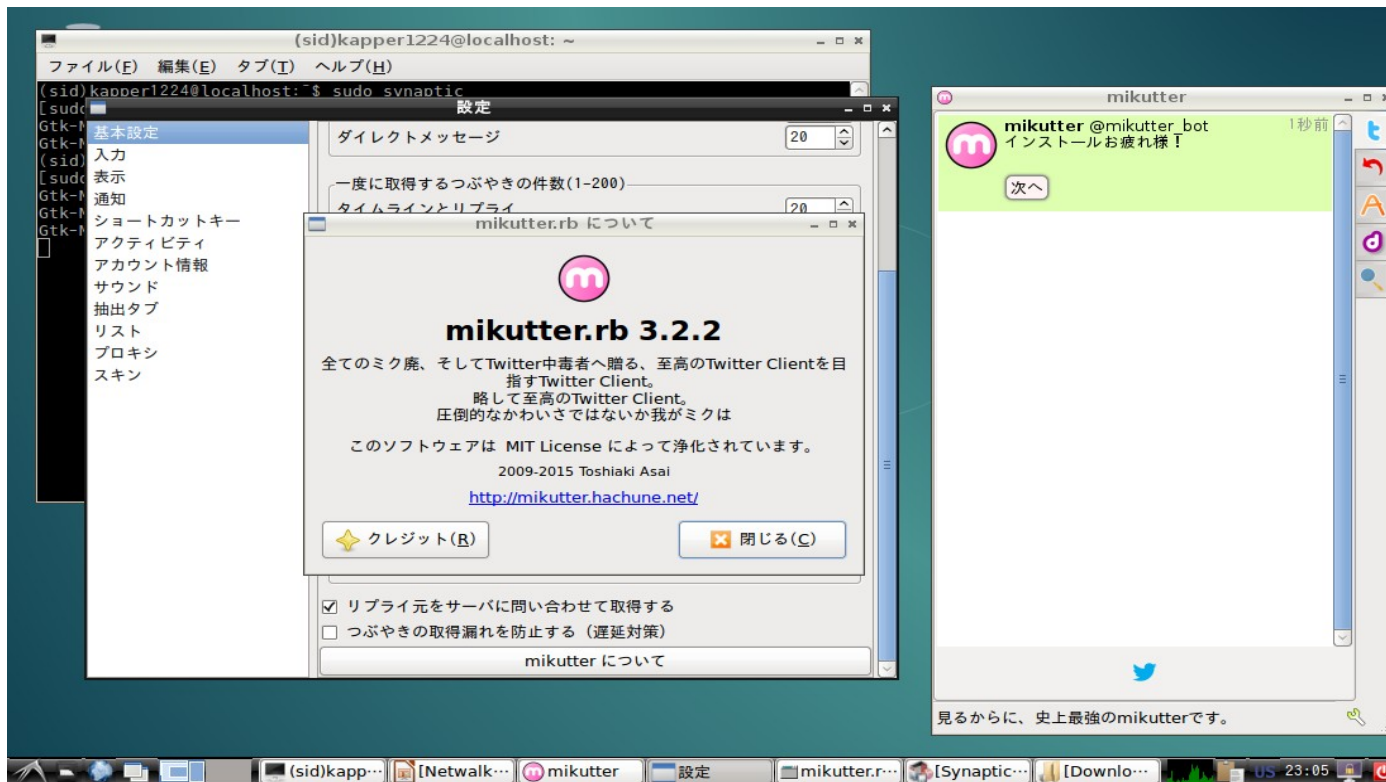 (sid)kapper1224@localhost: ~
ファイル(F) 編集(E) タブ(T) ヘルプ(H)
(sid)kapper1224@localhost:~$ sudo synaptic
[sudo
Gtk-
Gtk-
(sid)
[sudo
Gtk-
Gtk-
Gtk-
設定
基本設定
入力
表示
通知
ショートカットキー
アクティビティ
アカウント情報
サウンド
抽出タブ
リスト
プロキシ
スキン
ダイレクトメッセージ 20
一度に取得するつぶやきの件数(1-200)
タイムラインとリプライ 20
mikutter.rb について
mikutter.rb 3.2.2
全てのミク廃、そしてTwitter中毒者へ贈る、至高のTwitter Clientを目
指すTwitter Client。
略して至高のTwitter Client。
圧倒的なかわいさではないか我がミクは
このソフトウェアは MIT License によって浄化されています。
2009-2015 Toshiaki Asai
http://mikutter.hachune.net/
クレジット(R) 閉じる(C)
リプライ元をサーバに問い合わせて取得する
つぶやきの取得漏れを防止する（遅延対策）
mikutter について
mikutter
mikutter @mikutter_bot 1秒前
インストールお疲れ様！
次へ
見るからに、史上最強のmikutterです。
(sid)kapp… [Netwalk… mikutter 設定 mikutter.r… [Synaptic… [Downlo… US 23:05